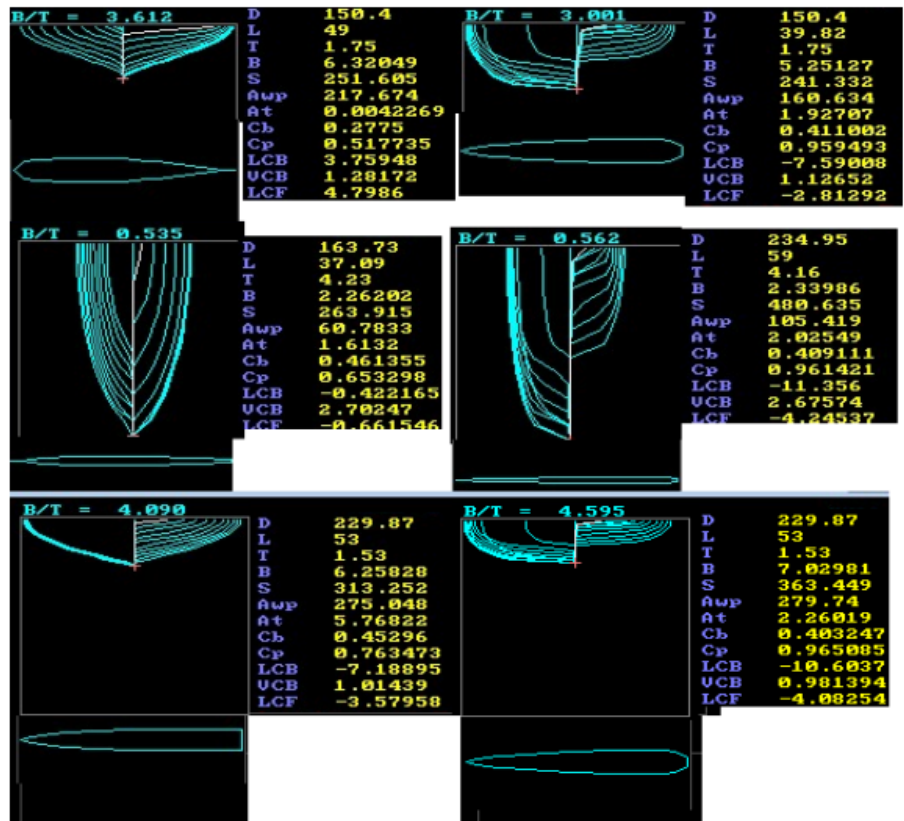 B/T = 3.612
D 150.4
L 49
T 1.75
B 6.32049
S 251.605
Awp 217.674
At 0.0042269
Cb 0.2775
Cp 0.517735
LCB 3.75948
VCB 1.28172
LCF 4.7986
B/T = 3.001
D 150.4
L 39.82
T 1.75
B 5.25127
S 241.332
Awp 160.634
At 1.92707
Cb 0.411002
Cp 0.959493
LCB -7.59008
VCB 1.12652
LCF -2.81292
B/T = 0.535
D 163.73
L 37.09
T 4.23
B 2.26202
S 263.915
Awp 60.7833
At 1.6132
Cb 0.461355
Cp 0.653298
LCB -0.422165
VCB 2.70247
LCF -0.661546
B/T = 0.562
D 234.95
L 59
T 4.16
B 2.33986
S 480.635
Awp 105.419
At 2.02549
Cb 0.409111
Cp 0.961421
LCB -11.356
VCB 2.67574
LCF -4.24537
B/T = 4.090
D 229.87
L 53
T 1.53
B 6.25828
S 313.252
Awp 275.048
At 5.76822
Cb 0.45296
Cp 0.763473
LCB -7.18895
VCB 1.01439
LCF -3.57958
B/T = 4.595
D 229.87
L 53
T 1.53
B 7.02981
S 363.449
Awp 279.74
At 2.26019
Cb 0.403247
Cp 0.965085
LCB -10.6037
VCB 0.981394
LCF -4.08254